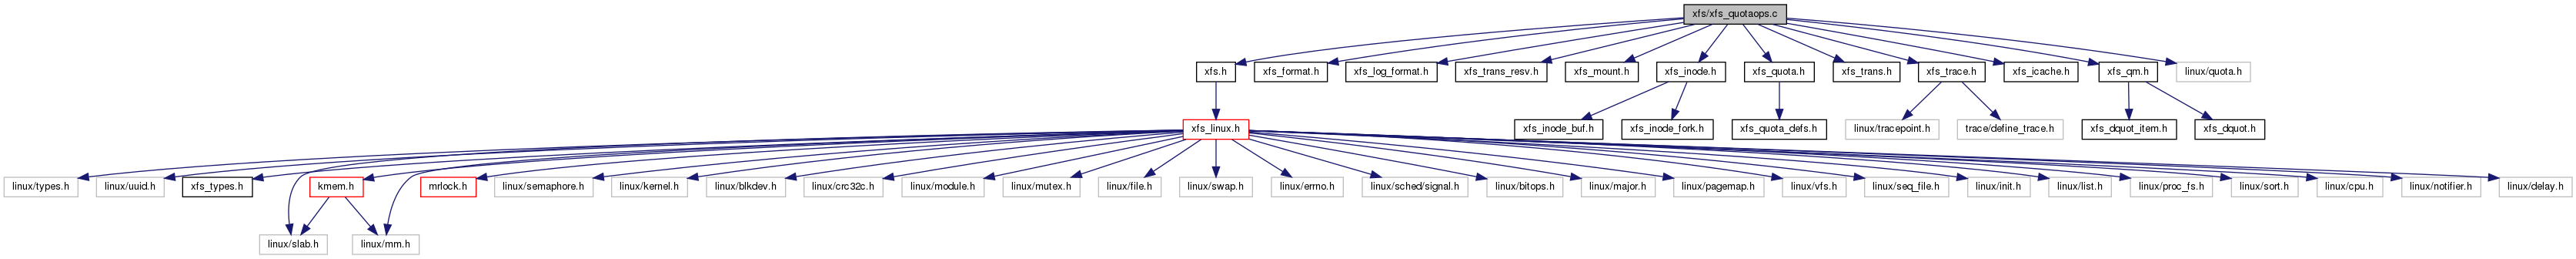 xfs/xfs_quotaops.c
xfs.h
xfs_format.h
xfs_log_format.h
xfs_trans_resv.h
xfs_mount.h
xfs_inode.h
xfs_quota.h
xfs_trans.h
xfs_trace.h
xfs_icache.h
xfs_qm.h
linux/quota.h
xfs_linux.h
xfs_inode_buf.h
xfs_inode_fork.h
xfs_quota_defs.h
linux/tracepoint.h
trace/define_trace.h
xfs_dquot_item.h
xfs_dquot.h
linux/types.h
linux/uuid.h
xfs_types.h
kmem.h
mrlock.h
linux/semaphore.h
linux/kernel.h
linux/blkdev.h
linux/crc32c.h
linux/module.h
linux/mutex.h
linux/file.h
linux/swap.h
linux/errno.h
linux/sched/signal.h
linux/bitops.h
linux/major.h
linux/pagemap.h
linux/vfs.h
linux/seq_file.h
linux/init.h
linux/list.h
linux/proc_fs.h
linux/sort.h
linux/cpu.h
linux/notifier.h
linux/delay.h
linux/slab.h
linux/mm.h